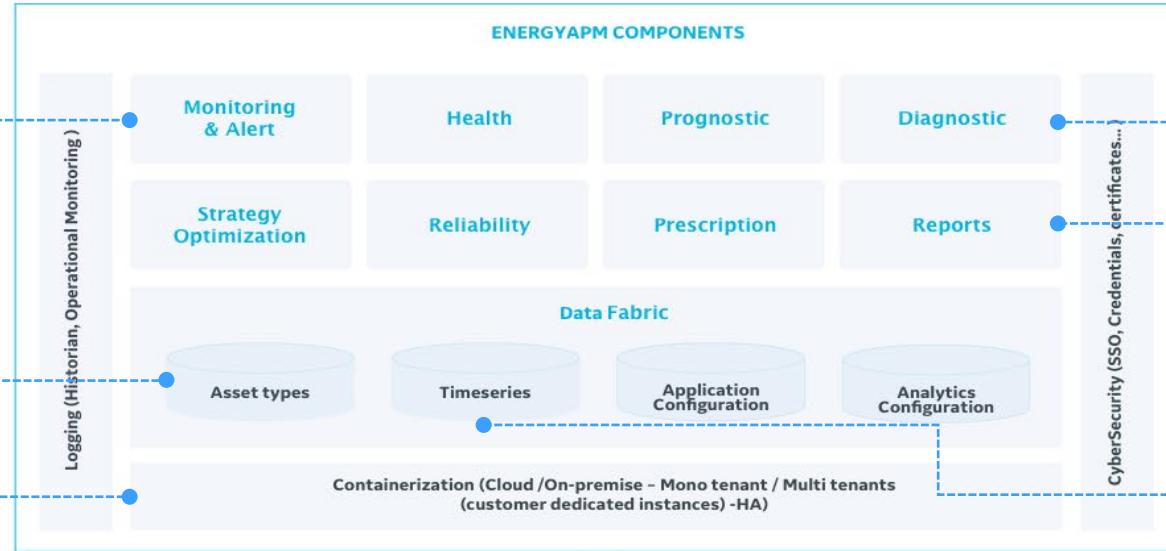 ENERGYAPM COMPONENTS
Logging (Historian, Operational Monitoring )
Monitoring
& Alert
Health
Prognostic
Diagnostic
Strategy
Optimization
Reliability
Prescription
Reports
Data Fabric
Asset types
Timeseries
Application
Configuration
Analytics
Configuration
Containerization (Cloud /On-premise – Mono tenant / Multi tenants
(customer dedicated instances) -HA)
CyberSecurity (SSO, Credentials, certificates... )